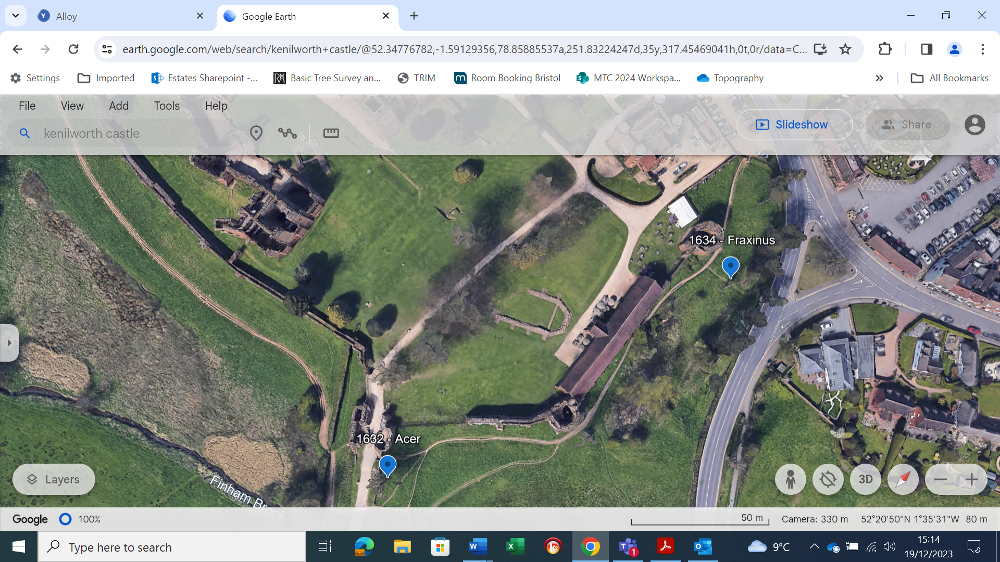 Alloy
Google Earth
earth.google.com/web/search/kenilworth+castle/@52.34776782,-1.59129356,78.85885537a,251.83224247d,35y,317.45469041h,0t,0r/data=C...
Settings
Imported
Estates Sharepoint -...
Basic Tree Survey an...
TRIM
Room Booking Bristol
MTC 2024 Workspa...
Topography
All Bookmarks
File View Add Tools Help
kenilworth castle
Slideshow
Share
1634 - Fraxinus
1632 - Acer
Finham Brook
Layers
3D
Google 100%
50 m
Camera: 330 m 52°20'50"N 1°35'31"W 80 m
Type here to search
1
9°C
15:14
19/12/2023